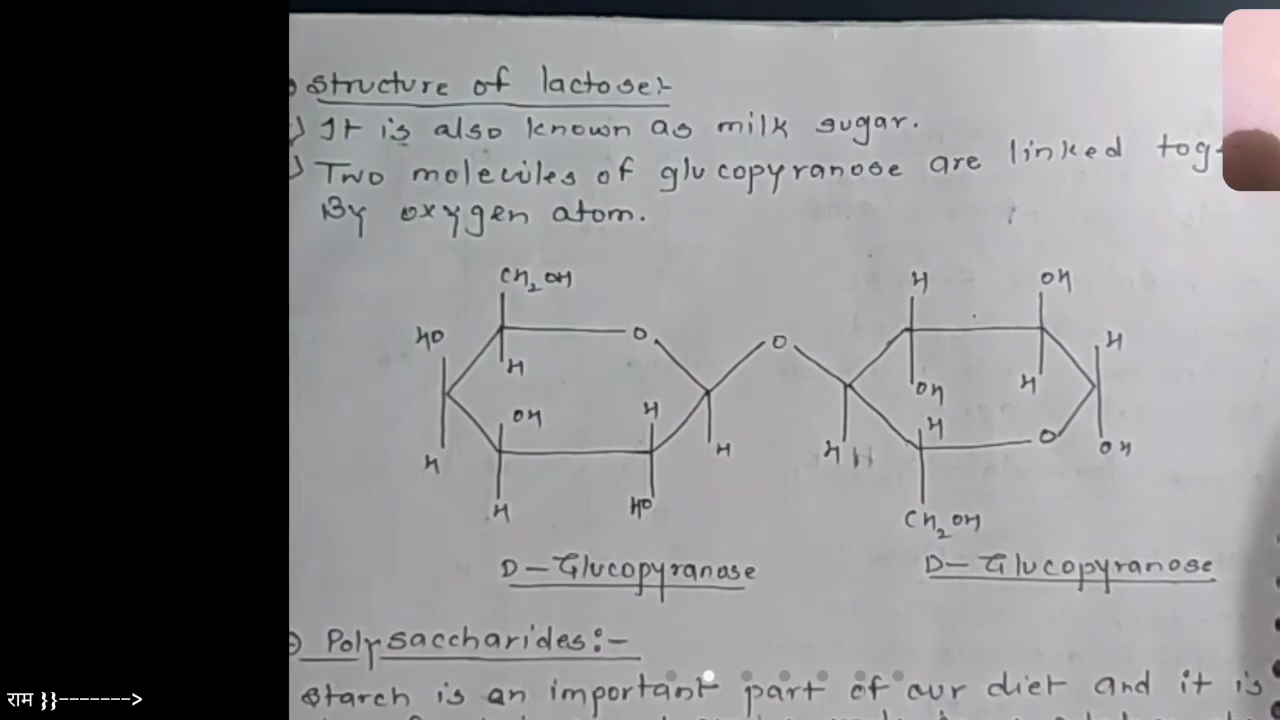 structure of lactose:-
It is also known as milk sugar.
Two molecules of glucopyranose are linked tog
By oxygen atom.
CH2OH
H
OH
HO
O
O
H
H
OH
H
OH
H
H
H
H
O
OH
H
HO
CH2OH
D-Glucopyranose
D-Glucopyranose
Polysaccharides:-
राम }}------->
starch is an important part of our diet and it is